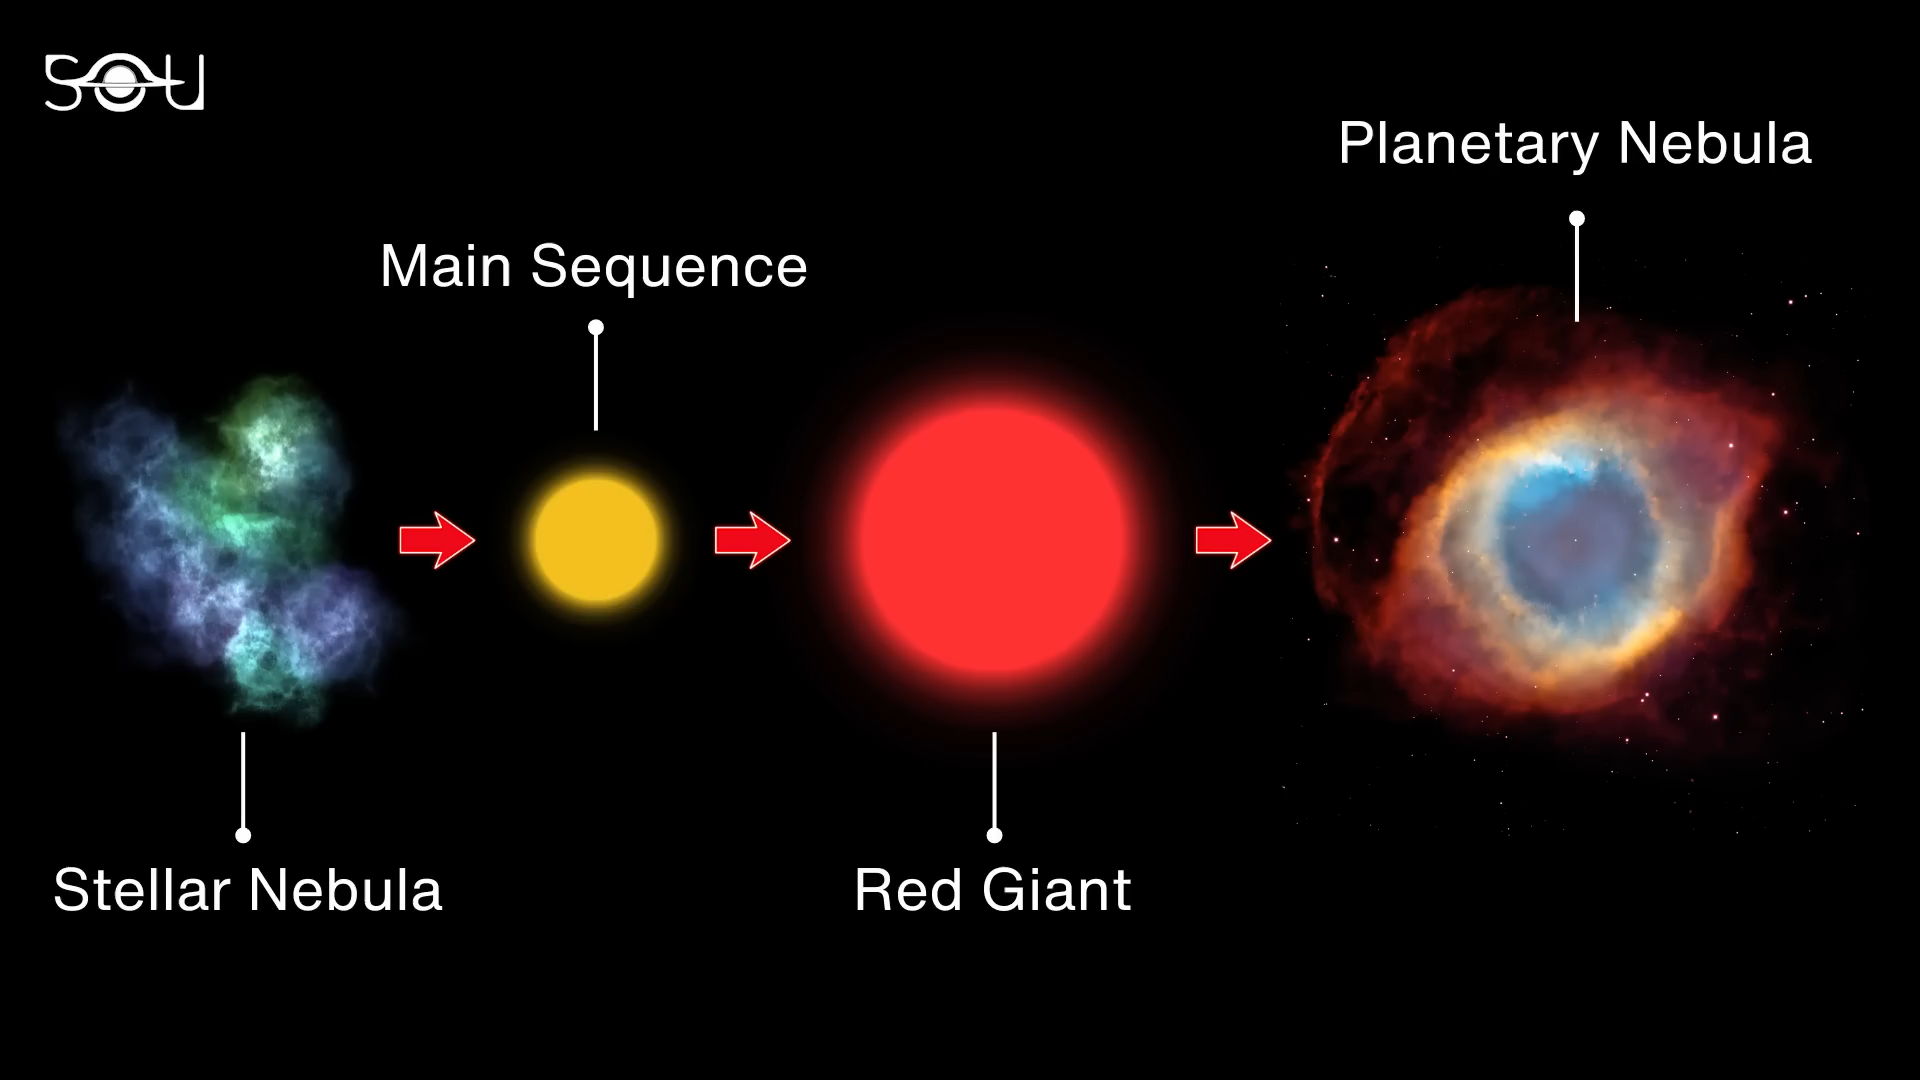 SOU
Planetary Nebula
Main Sequence
Stellar Nebula
Red Giant